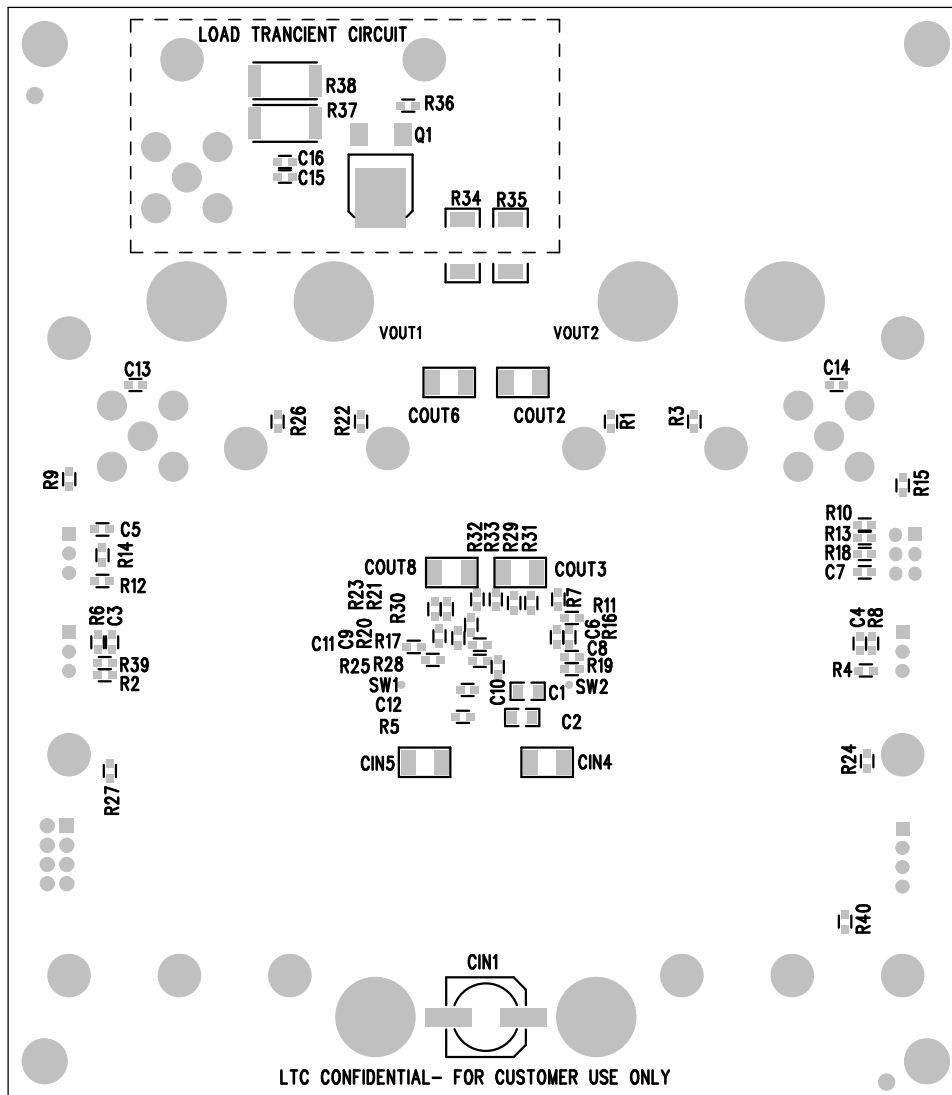 LOAD TRANCIENT CIRCUIT
R38
R37
R36
Q1
C16
C15
R34
R35
VOUT1
VOUT2
C13
C14
COUT6
COUT2
R26
R22
R1
R3
R9
R15
C5
R14
R12
R10
R13
R18
C7
R32
R33
R29
R31
COUT8
COUT3
R23
R21
R30
R7
R11
R6
C3
C11
C9
R20
R17
C6
R16
C8
C4
R8
R39
R2
R25
R28
R19
R4
SW1
C10
C1
SW2
C12
R5
C2
CIN5
CIN4
R27
R24
R40
CIN1
LTC CONFIDENTIAL- FOR CUSTOMER USE ONLY